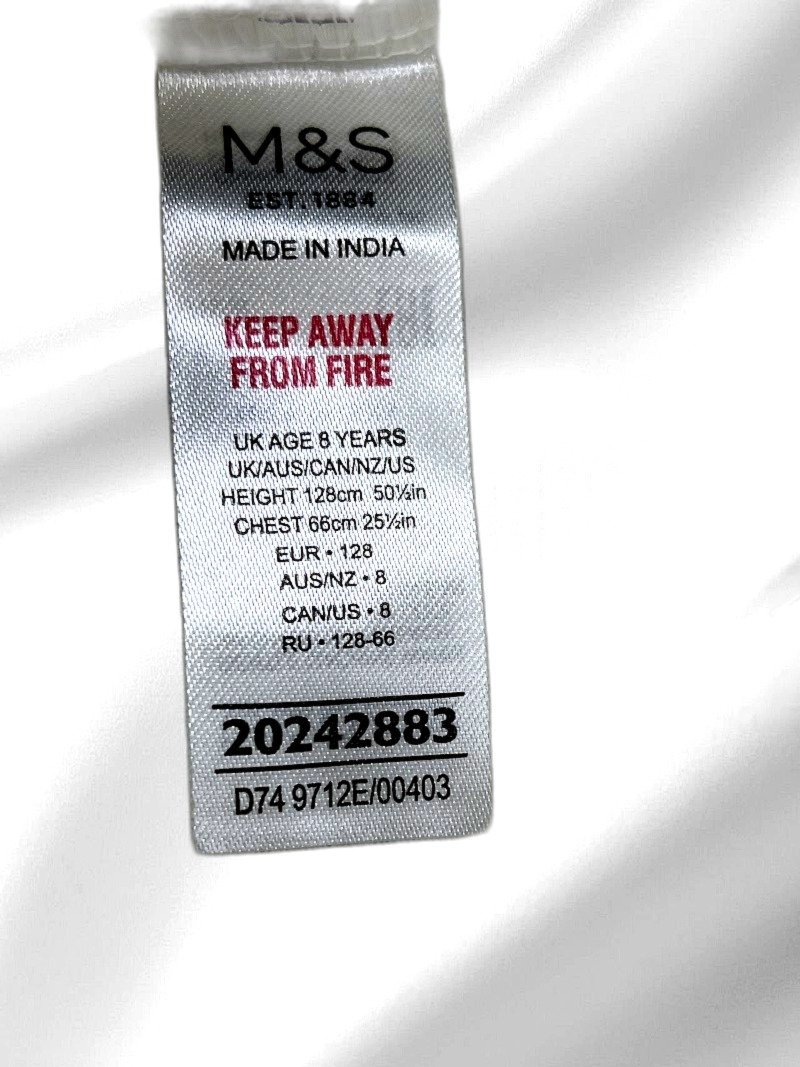 M&S
EST. 1884
MADE IN INDIA
KEEP AWAY
FROM FIRE
UK AGE 8 YEARS
UK/AUS/CAN/NZ/US
HEIGHT 128cm 50½in
CHEST 66cm 25½in
EUR • 128
AUS/NZ • 8
CAN/US • 8
RU • 128-66
20242883
D74 9712E/00403